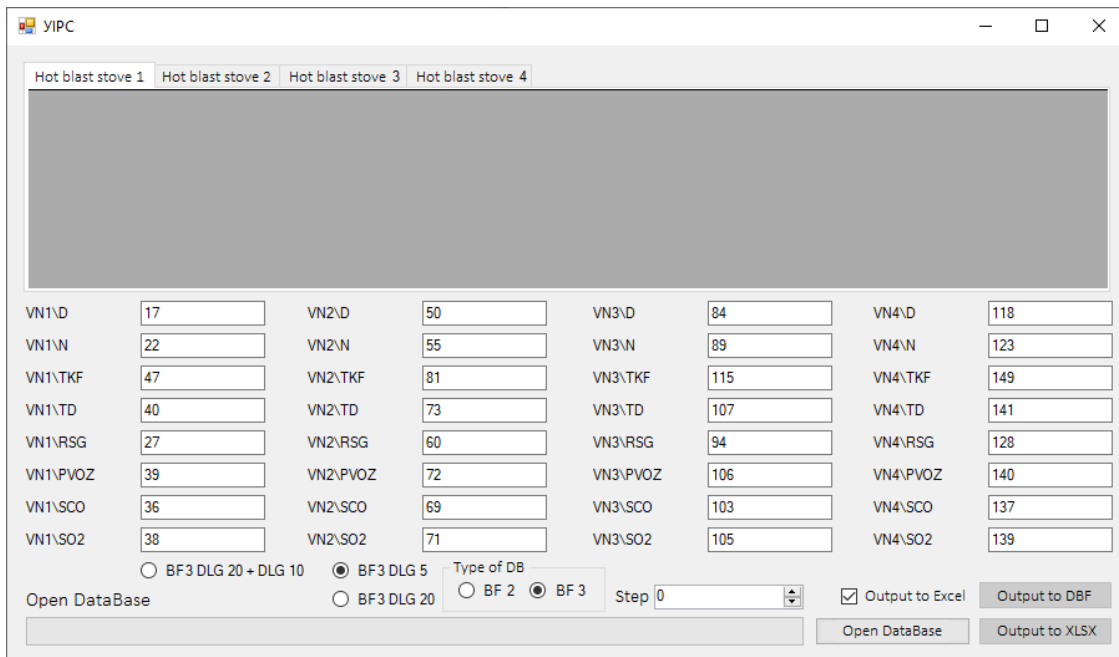 УІРС
Hot blast stove 1 Hot blast stove 2 Hot blast stove 3 Hot blast stove 4
VN1\D 17 VN2\D 50 VN3\D 84 VN4\D 118
VN1\N 22 VN2\N 55 VN3\N 89 VN4\N 123
VN1\TKF 47 VN2\TKF 81 VN3\TKF 115 VN4\TKF 149
VN1\TD 40 VN2\TD 73 VN3\TD 107 VN4\TD 141
VN1\RSG 27 VN2\RSG 60 VN3\RSG 94 VN4\RSG 128
VN1\PVOZ 39 VN2\PVOZ 72 VN3\PVOZ 106 VN4\PVOZ 140
VN1\SCO 36 VN2\SCO 69 VN3\SCO 103 VN4\SCO 137
VN1\SO2 38 VN2\SO2 71 VN3\SO2 105 VN4\SO2 139
BF3 DLG 20 + DLG 10 BF3 DLG 5 Type of DB
BF 2 BF 3 Step 0 Output to Excel Output to DBF
Open DataBase BF3 DLG 20
Open DataBase Output to XLSX